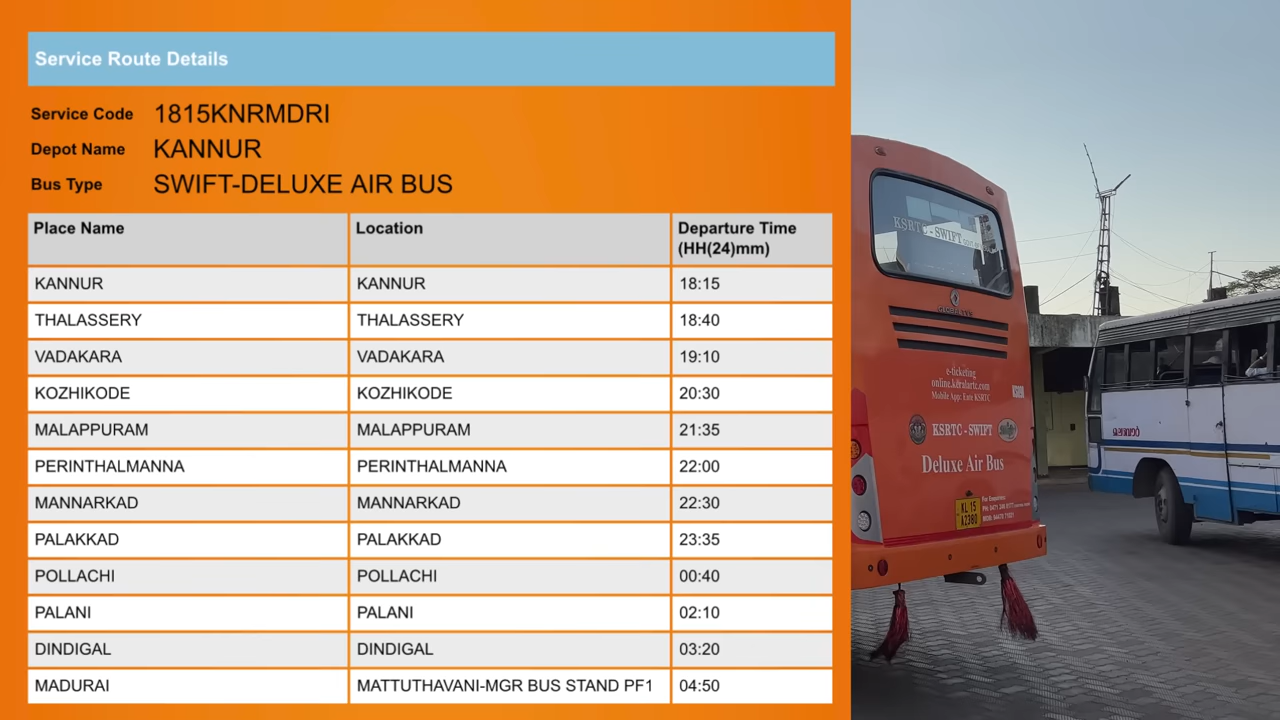 Service Route Details
Service Code 1815KNRMDRI
Depot Name KANNUR
Bus Type SWIFT-DELUXE AIR BUS
Place Name Location Departure Time (HH(24)mm)
KANNUR KANNUR 18:15
THALASSERY THALASSERY 18:40
VADAKARA VADAKARA 19:10
KOZHIKODE KOZHIKODE 20:30
MALAPPURAM MALAPPURAM 21:35
PERINTHALMANNA PERINTHALMANNA 22:00
MANNARKAD MANNARKAD 22:30
PALAKKAD PALAKKAD 23:35
POLLACHI POLLACHI 00:40
PALANI PALANI 02:10
DINDIGAL DINDIGAL 03:20
MADURAI MATTUTHAVANI-MGR BUS STAND PF1 04:50
KSRTC - SWIFT
e-ticketing
online.keralartc.com
Mobile App: Ente KSRTC
KSRTC - SWIFT
Deluxe Air Bus
KL 15
A2380
For Enquiries: